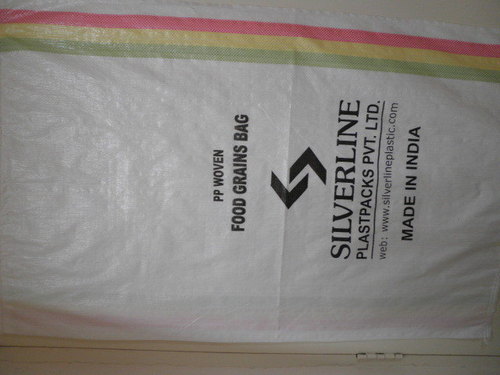 PP WOVEN
FOOD GRAINS BAG
SILVERLINE
PLASTPACKS PVT. LTD.
web: www.silverlineplastic.com
MADE IN INDIA